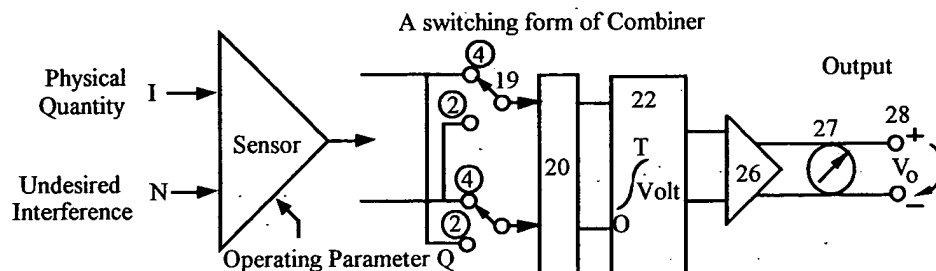 A switching form of Combiner
Physical
Quantity I
Sensor
Undesired
Interference N
Operating Parameter Q
4
19
2
4
2
20
22
T
Volt
O
26
27
Output
28
+
Vo
−